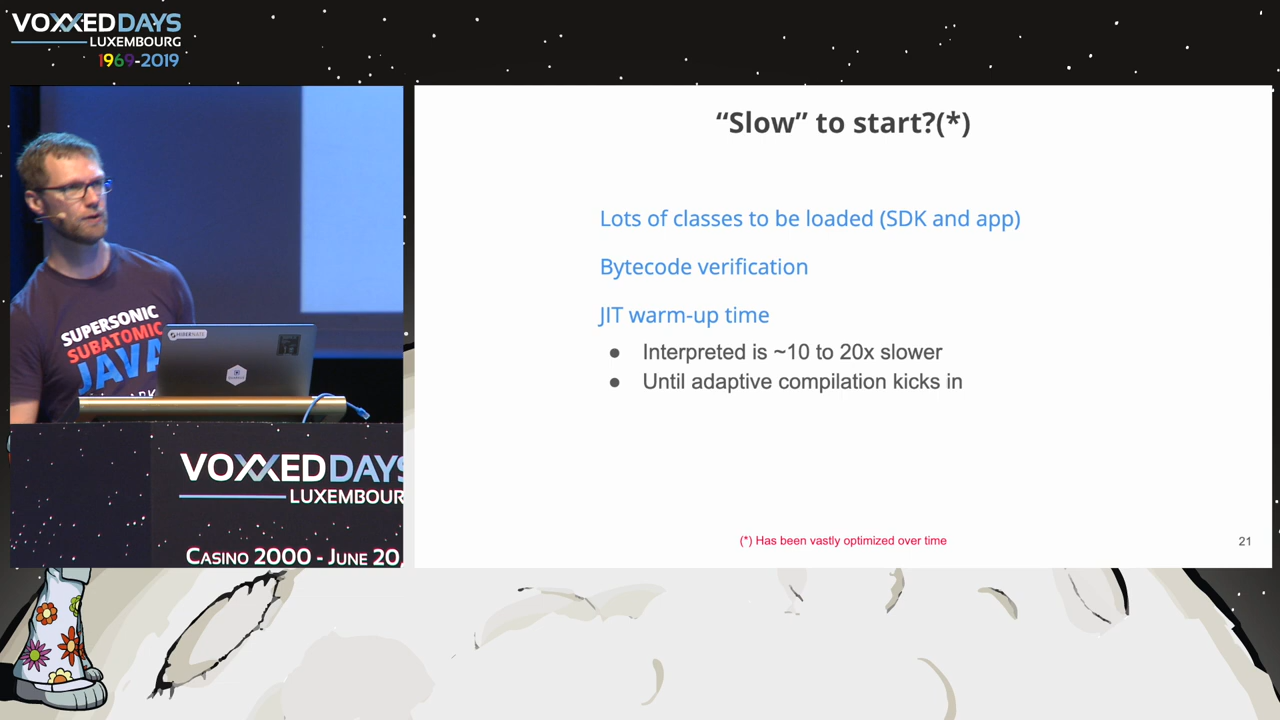 VOXXEDDAYS
LUXEMBOURG
1969-2019
“Slow” to start?(*)
Lots of classes to be loaded (SDK and app)
Bytecode verification
JIT warm-up time
● Interpreted is ~10 to 20x slower
● Until adaptive compilation kicks in
(*) Has been vastly optimized over time
21
SUPERSONIC
SUBATOMIC
JAVA
HIBERNATE
VOXXEDDAYS
LUXEMBOUR
CASINO 2000 - JUNE 20